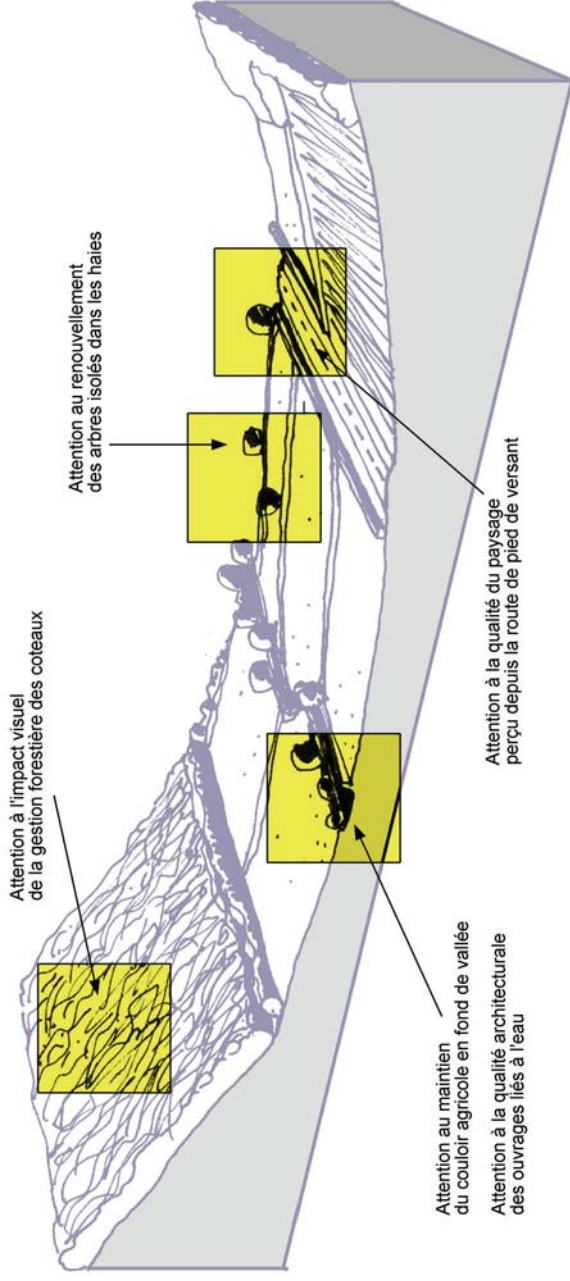 Attention à l'impact visuel
de la gestion forestière des coteaux
Attention au renouvellement
des arbres isolés dans les haies
Attention au maintien
du couloir agricole en fond de vallée
Attention à la qualité architecturale
des ouvrages liés à l'eau
Attention à la qualité du paysage
perçu depuis la route de pied de versant